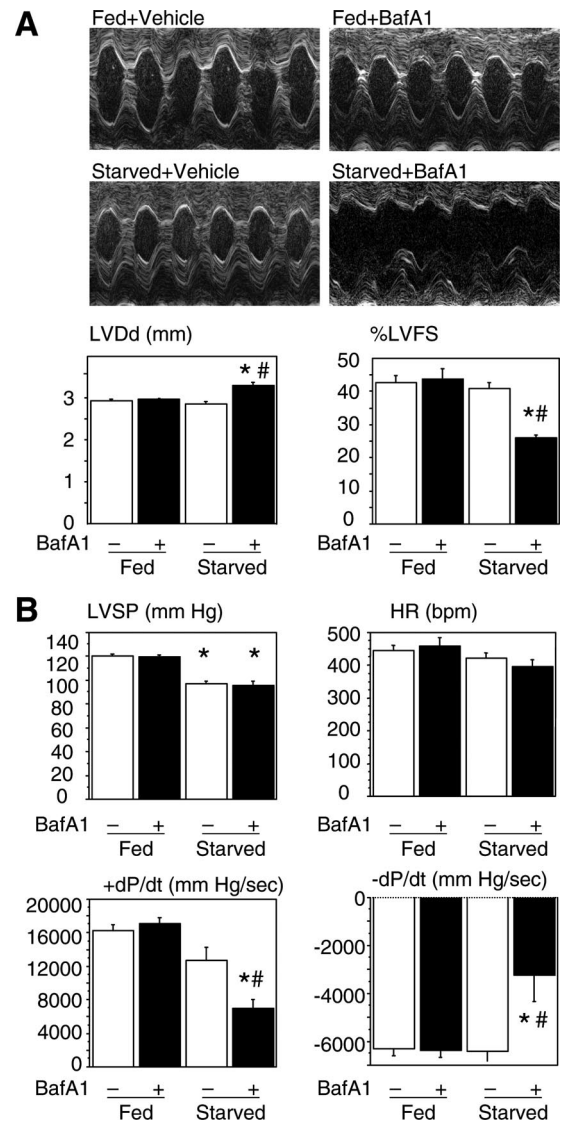 A
Fed+Vehicle
Fed+BafA1
Starved+Vehicle
Starved+BafA1
LVDd (mm)
3
2
1
0
* #
BafA1 – + – +
Fed Starved
%LVFS
50
40
30
20
10
0
*#
BafA1 – + – +
Fed Starved
B
LVSP (mm Hg)
140
120
100
80
60
40
20
0
* *
BafA1 – + – +
Fed Starved
HR (bpm)
500
400
300
200
100
0
BafA1 – + – +
Fed Starved
+dP/dt (mm Hg/sec)
20000
16000
12000
8000
4000
0
*#
BafA1 – + – +
Fed Starved
-dP/dt (mm Hg/sec)
0
-2000
-4000
-6000
* #
BafA1 – + – +
Fed Starved